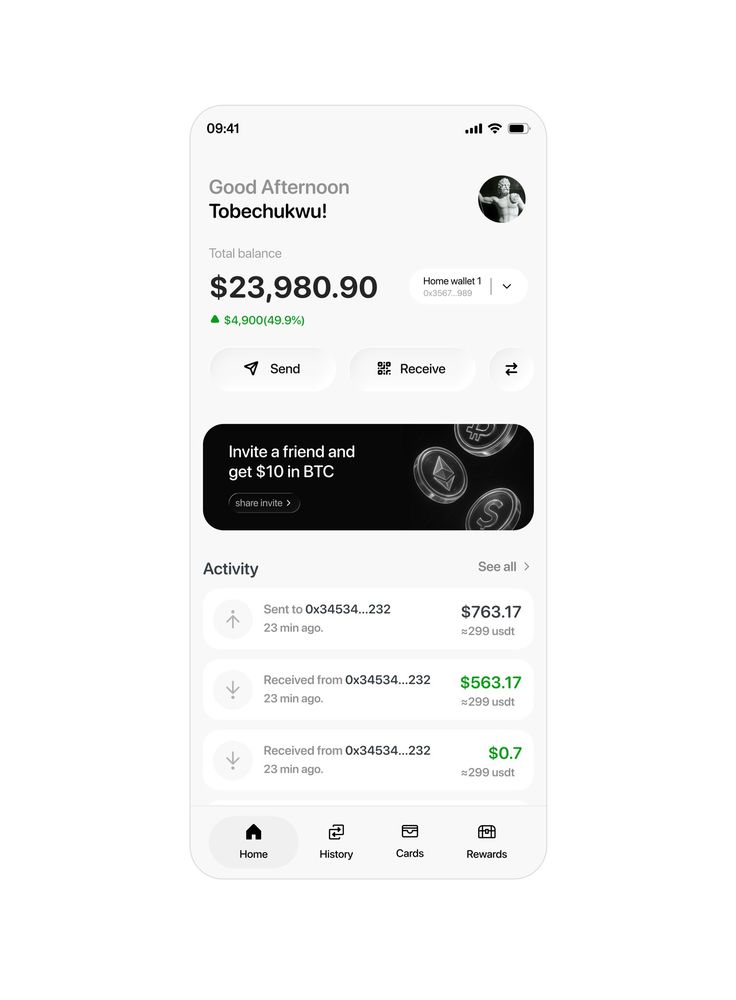 09:41
Good Afternoon
Tobechukwu!
Total balance
$23,980.90
Home wallet 1
0x3567...989
$4,900(49.9%)
Send
Receive
Invite a friend and
get $10 in BTC
share invite
Activity
See all
Sent to 0x34534...232
$763.17
23 min ago.
≈299 usdt
Received from 0x34534...232
$563.17
23 min ago.
≈299 usdt
Received from 0x34534...232
$0.7
23 min ago.
≈299 usdt
Home
History
Cards
Rewards